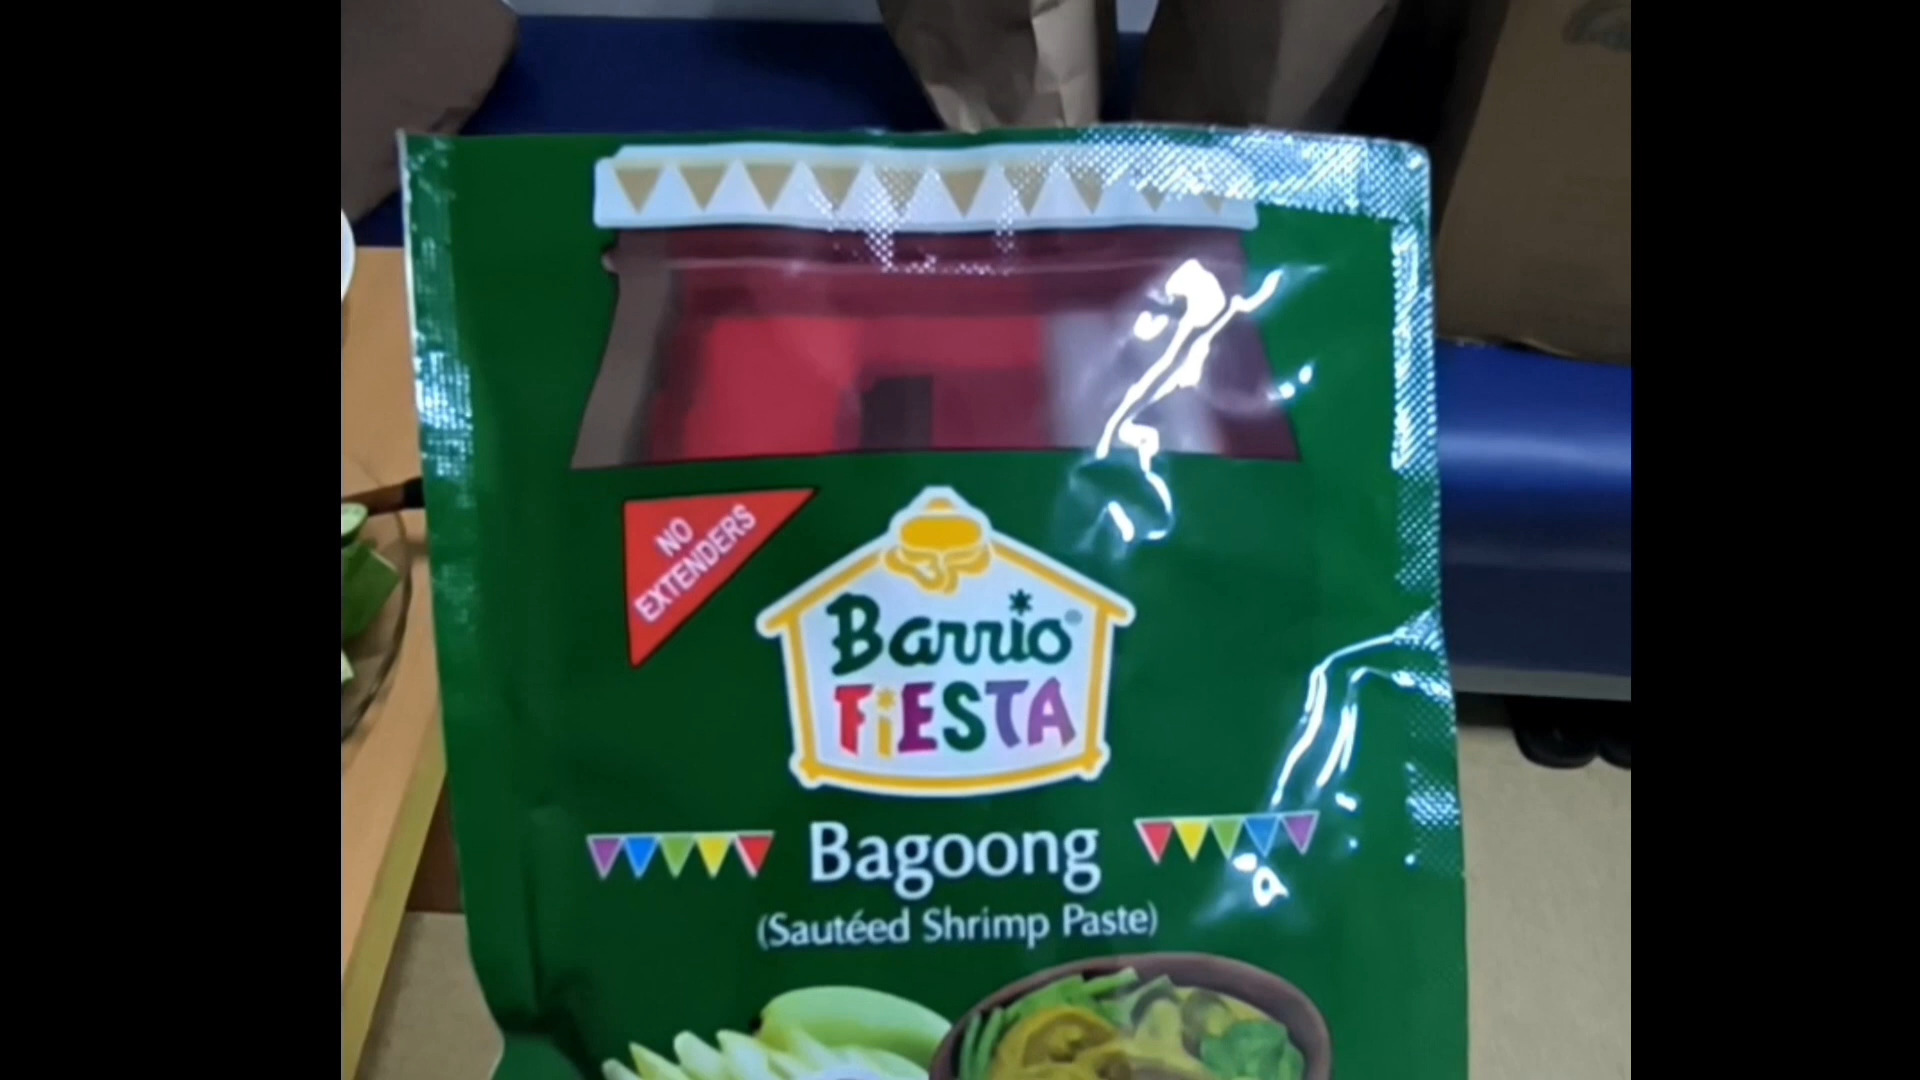 NO
EXTENDERS
Barrio®
FiESTA
Bagoong
(Sautéed Shrimp Paste)